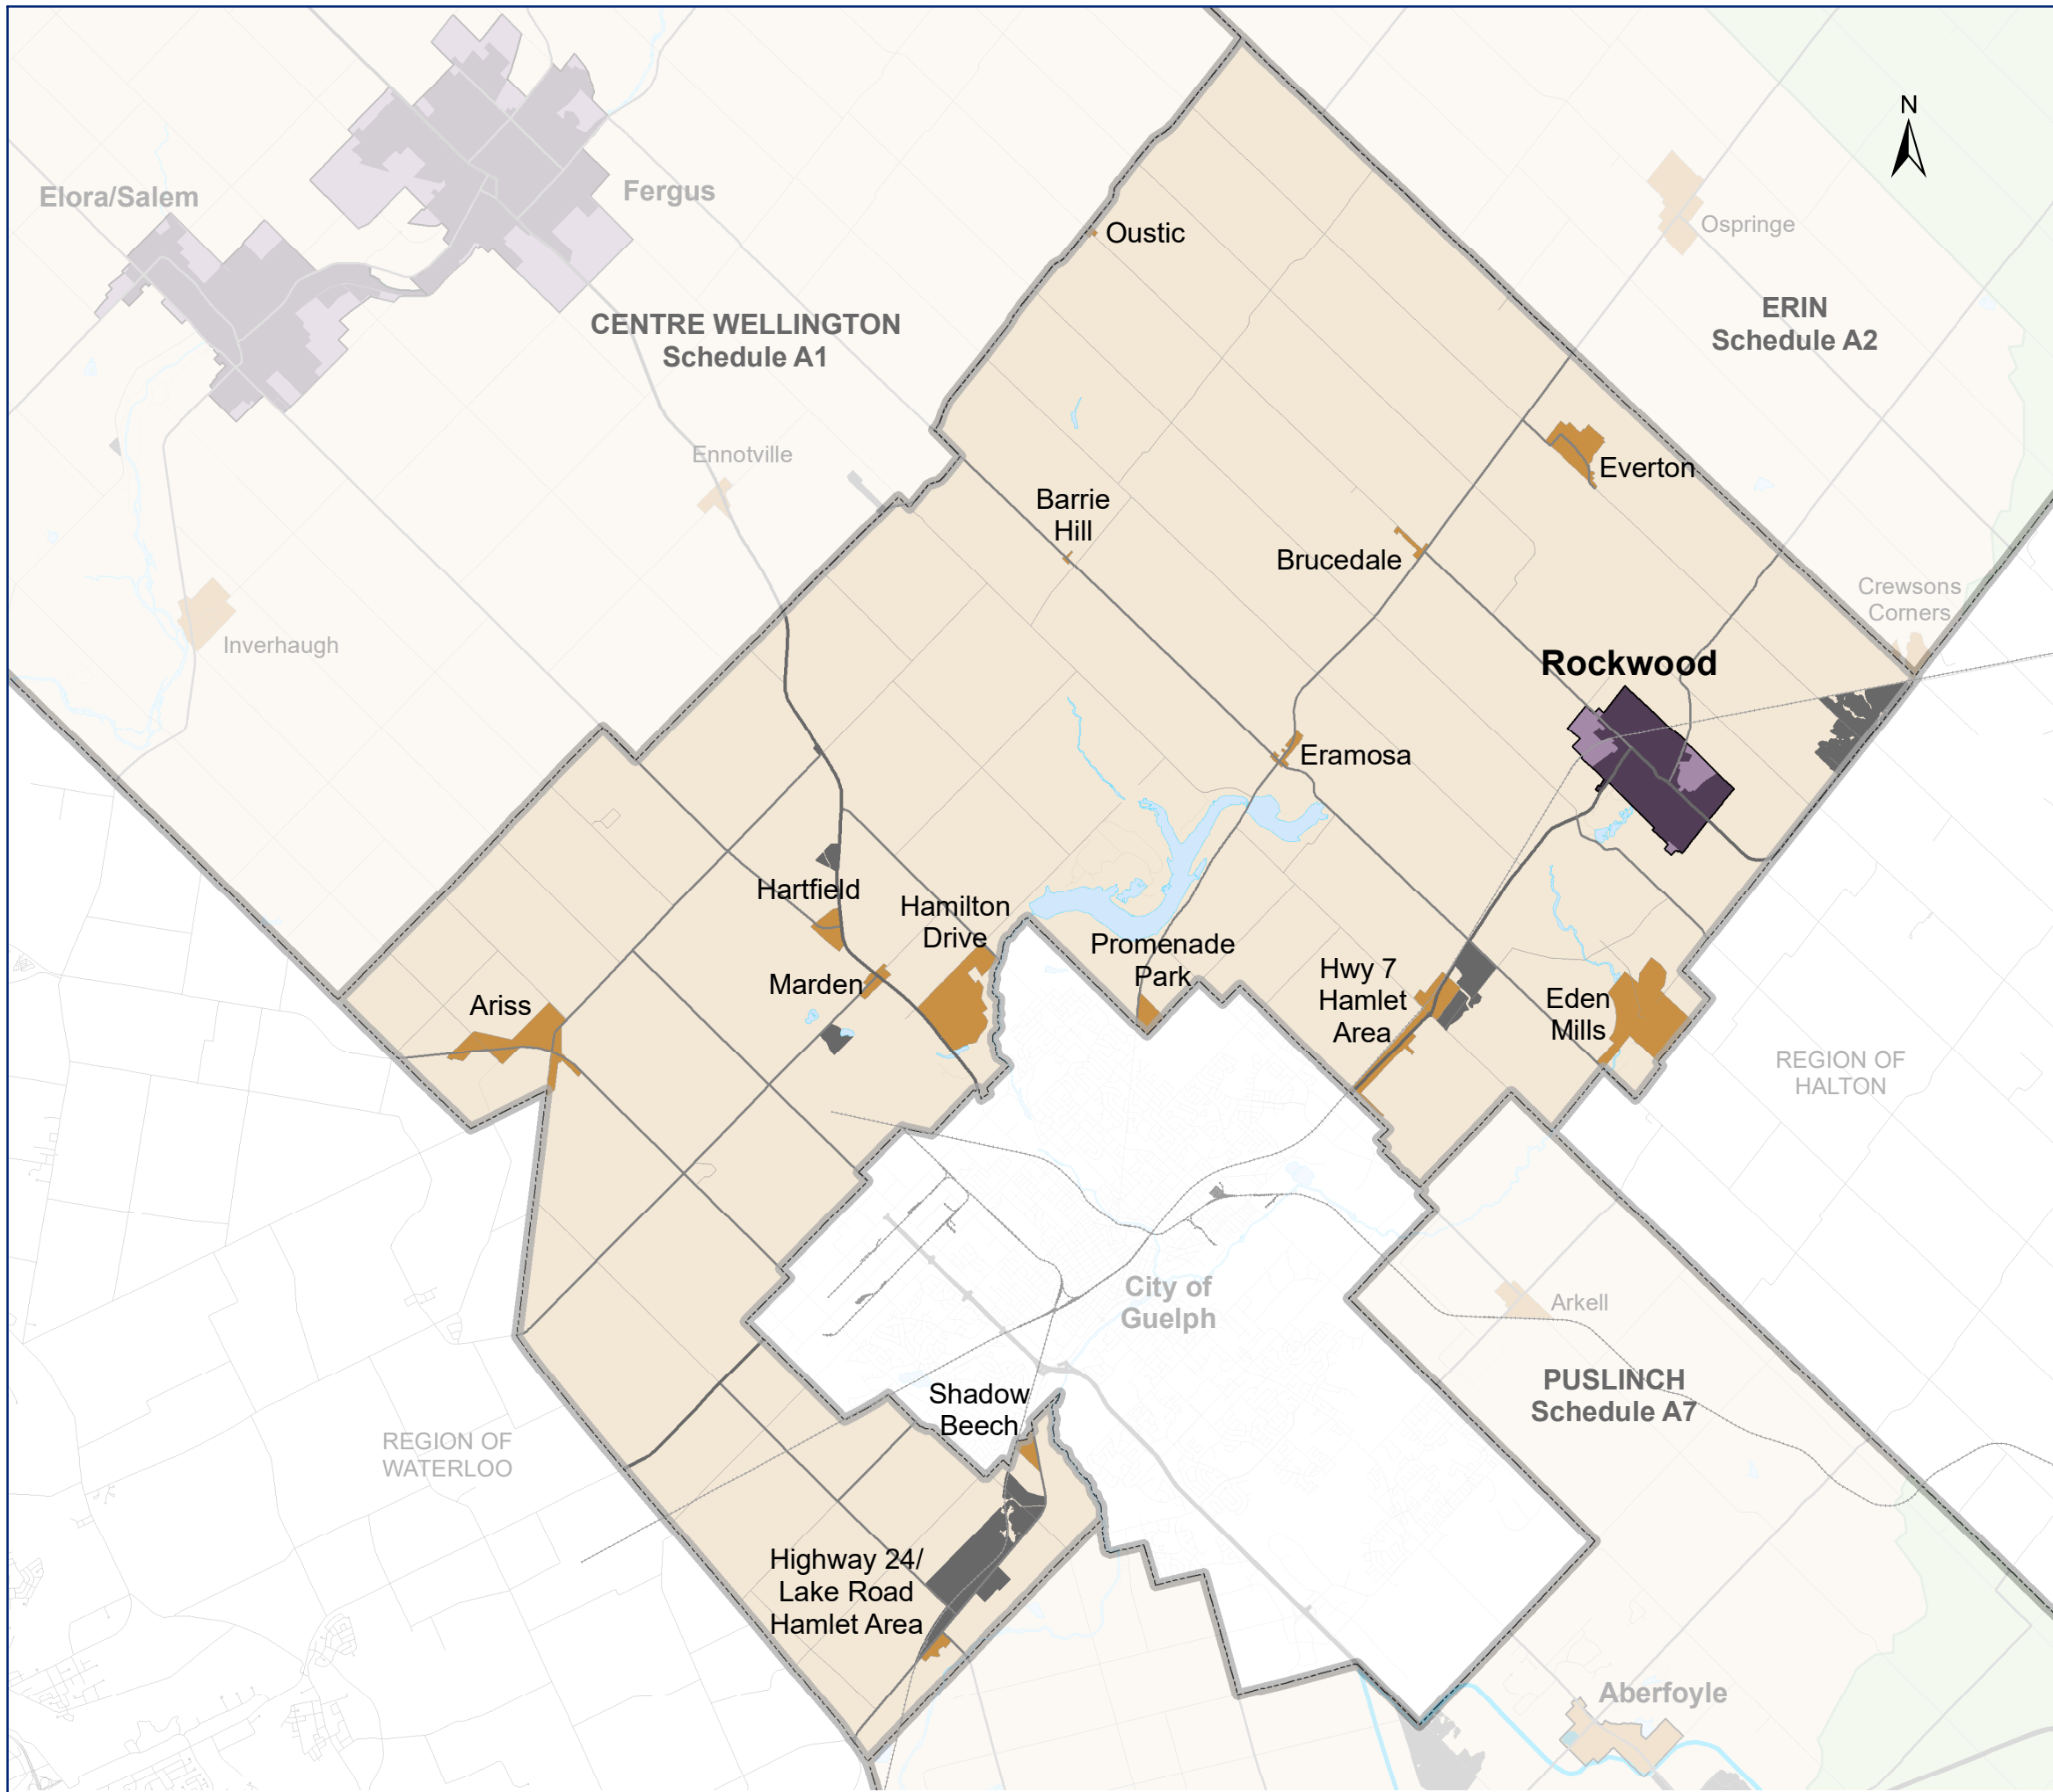 N
Elora/Salem
Fergus
Ospringe
Oustic
ERIN
Schedule A2
CENTRE WELLINGTON
Schedule A1
Ennotville
Everton
Barrie
Hill
Brucedale
Crewsons
Corners
Inverhaugh
Rockwood
Eramosa
Hartfield
Hamilton
Drive
Promenade
Park
Marden
Hwy 7
Hamlet
Area
Ariss
Eden
Mills
REGION OF
HALTON
City of
Guelph
Arkell
Shadow
Beech
PUSLINCH
Schedule A7
REGION OF
WATERLOO
Highway 24/
Lake Road
Hamlet Area
Aberfoyle